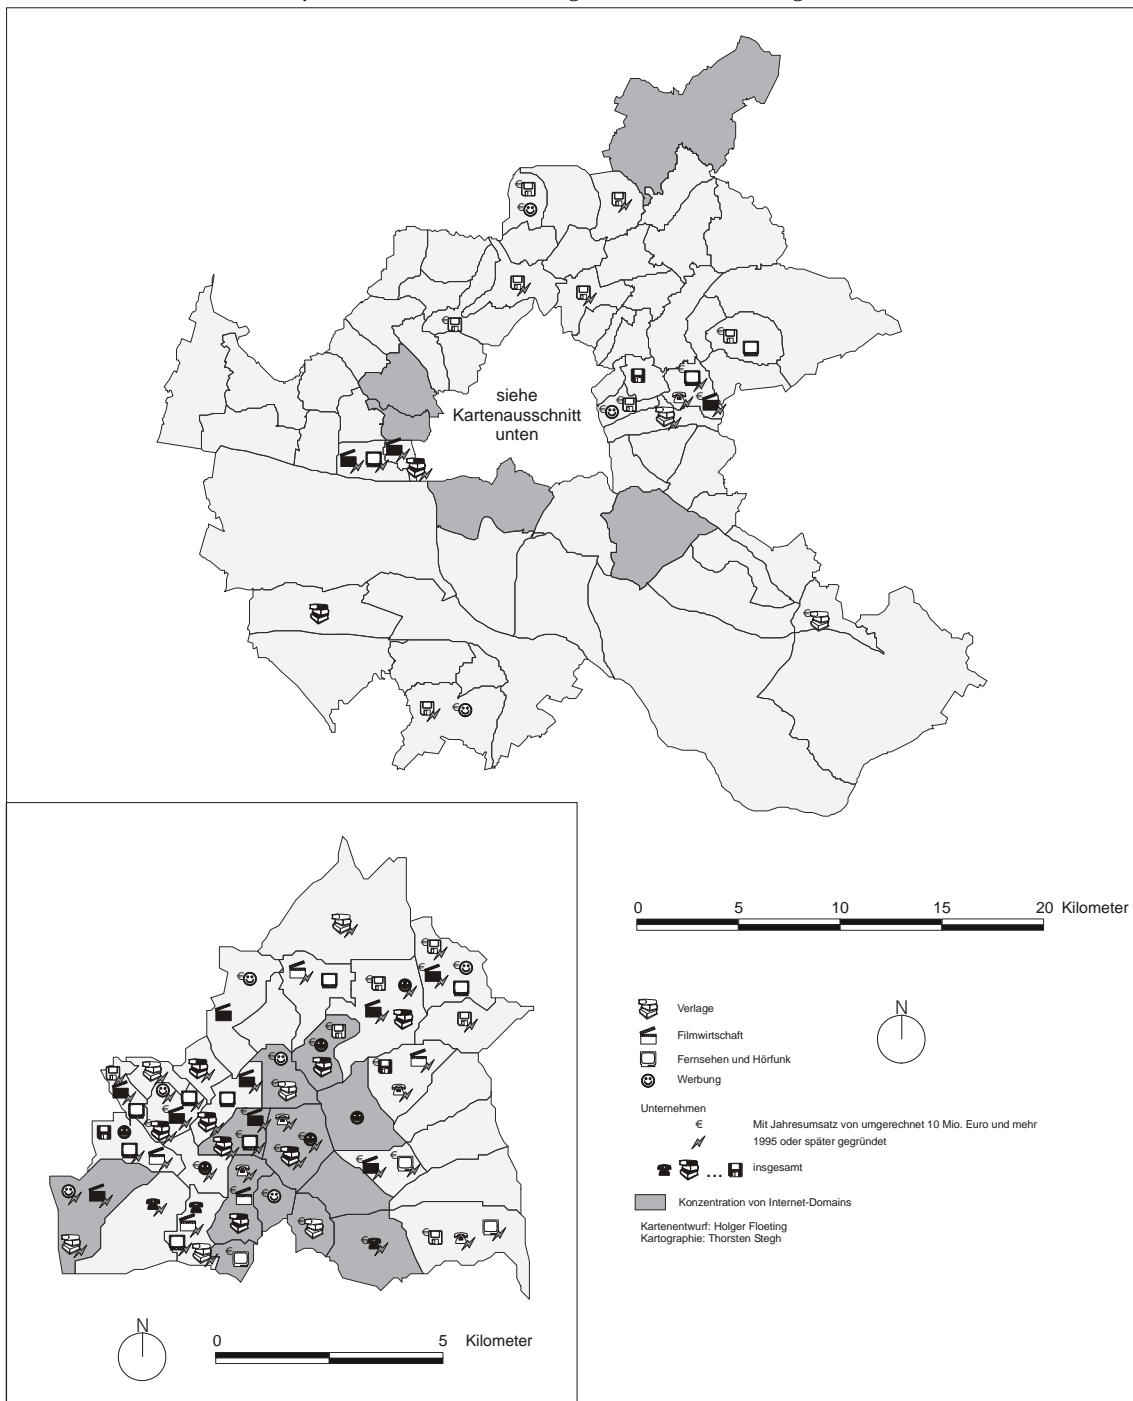 siehe
Kartenausschnitt
unten
0 5 10 15 20 Kilometer
Verlage
Filmwirtschaft
Fernsehen und Hörfunk
Werbung
N
Unternehmen
€ Mit Jahresumsatz von umgerechnet 10 Mio. Euro und mehr
1995 oder später gegründet
... insgesamt
Konzentration von Internet-Domains
Kartenentwurf: Holger Floeting
Kartographie: Thorsten Stegh
N
0 5 Kilometer